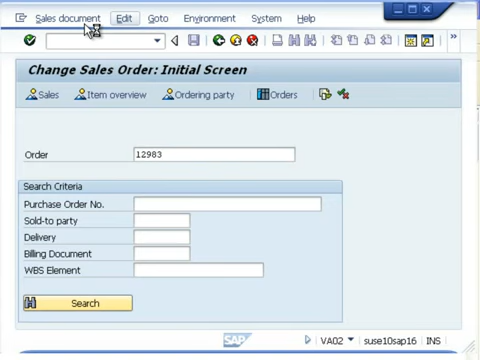 Sales document Edit Goto Environment System Help
Change Sales Order: Initial Screen
Sales Item overview Ordering party Orders
Order 12983
Search Criteria
Purchase Order No.
Sold-to party
Delivery
Billing Document
WBS Element
Search
SAP VA02 suse10sap16 INS